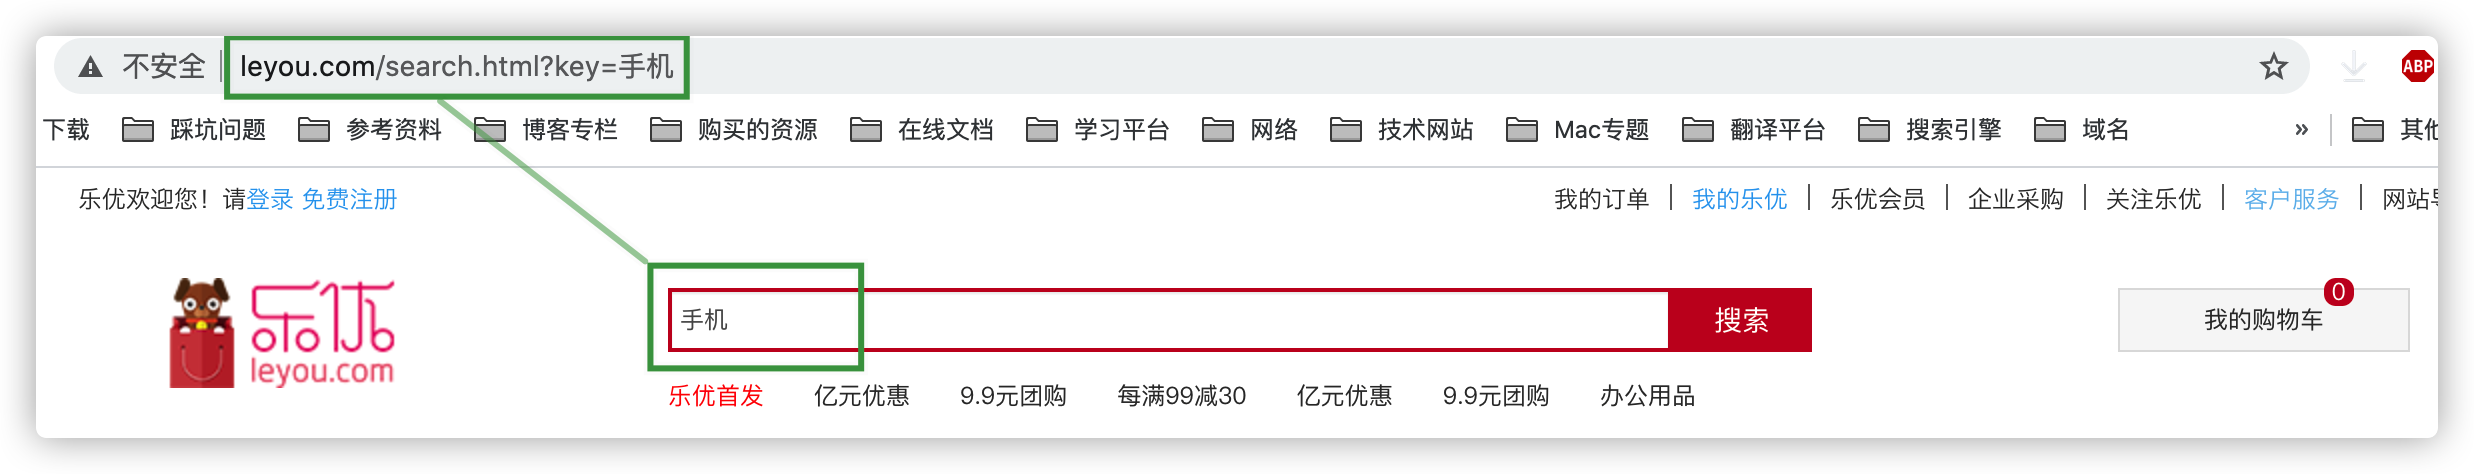 不安全 leyou.com/search.html?key=手机 ABP
下载 踩坑问题 参考资料 博客专栏 购买的资源 在线文档 学习平台 网络 技术网站 Mac专题 翻译平台 搜索引擎 域名 » 其他
乐优欢迎您！请登录 免费注册 我的订单 我的乐优 乐优会员 企业采购 关注乐优 客户服务 网站导
乐优
leyou.com
手机 搜索 我的购物车 0
乐优首发 亿元优惠 9.9元团购 每满99减30 亿元优惠 9.9元团购 办公用品